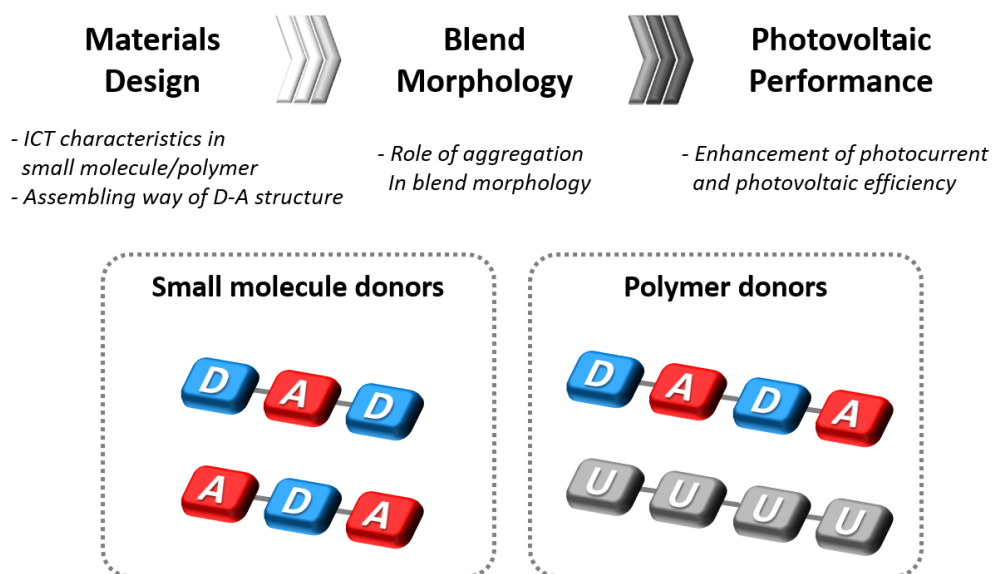 Materials
Design
Blend
Morphology
Photovoltaic
Performance
- ICT characteristics in
small molecule/polymer
- Assembling way of D-A structure
- Role of aggregation
In blend morphology
- Enhancement of photocurrent
and photovoltaic efficiency
Small molecule donors
D A D
A D A
Polymer donors
D A D A
U U U U